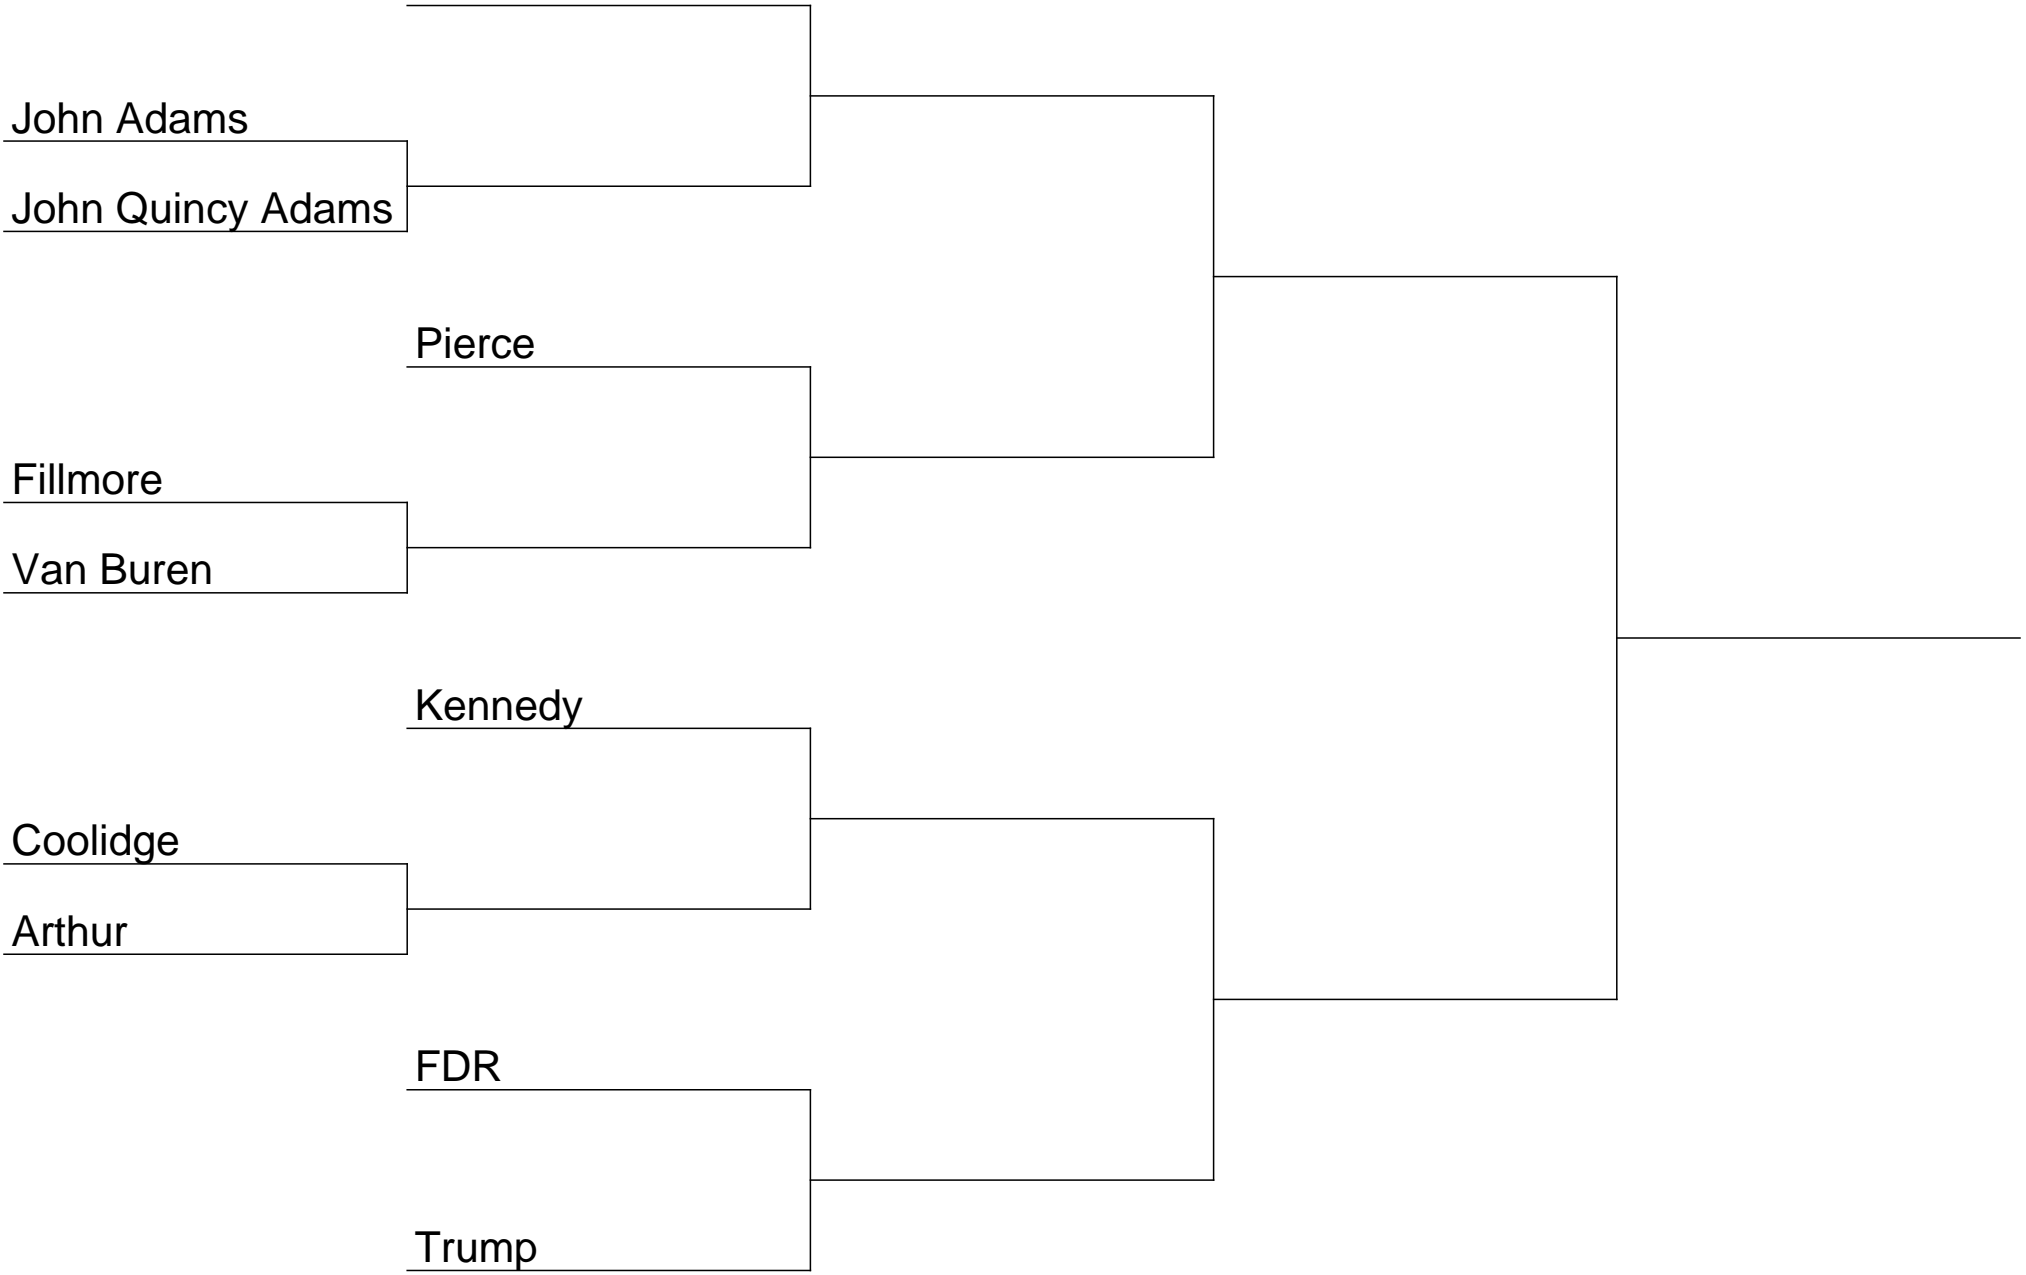 John Adams
John Quincy Adams
Pierce
Fillmore
Van Buren
Kennedy
Coolidge
Arthur
FDR
Trump